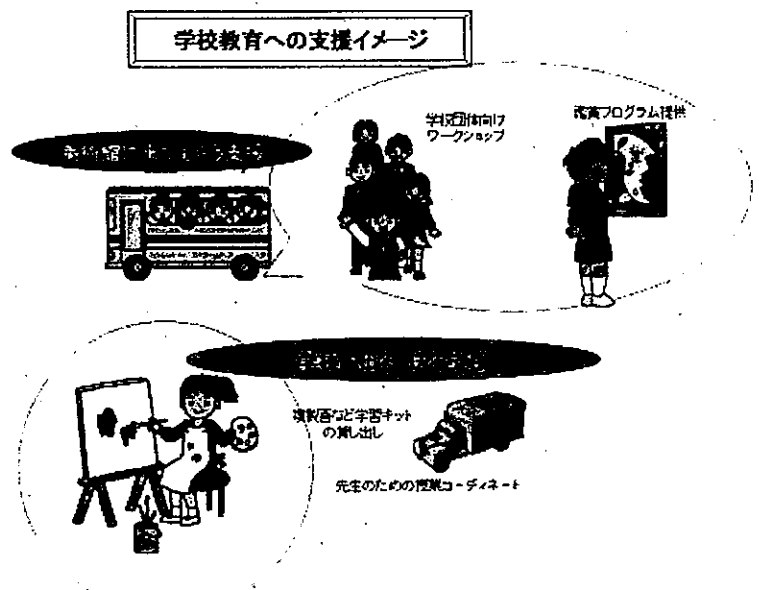 学校教育への支援イメージ
学校団体向け
ワークショップ
鑑賞プログラム提供
複製画など学習キット
の貸し出し
先生のための授業コーディネート